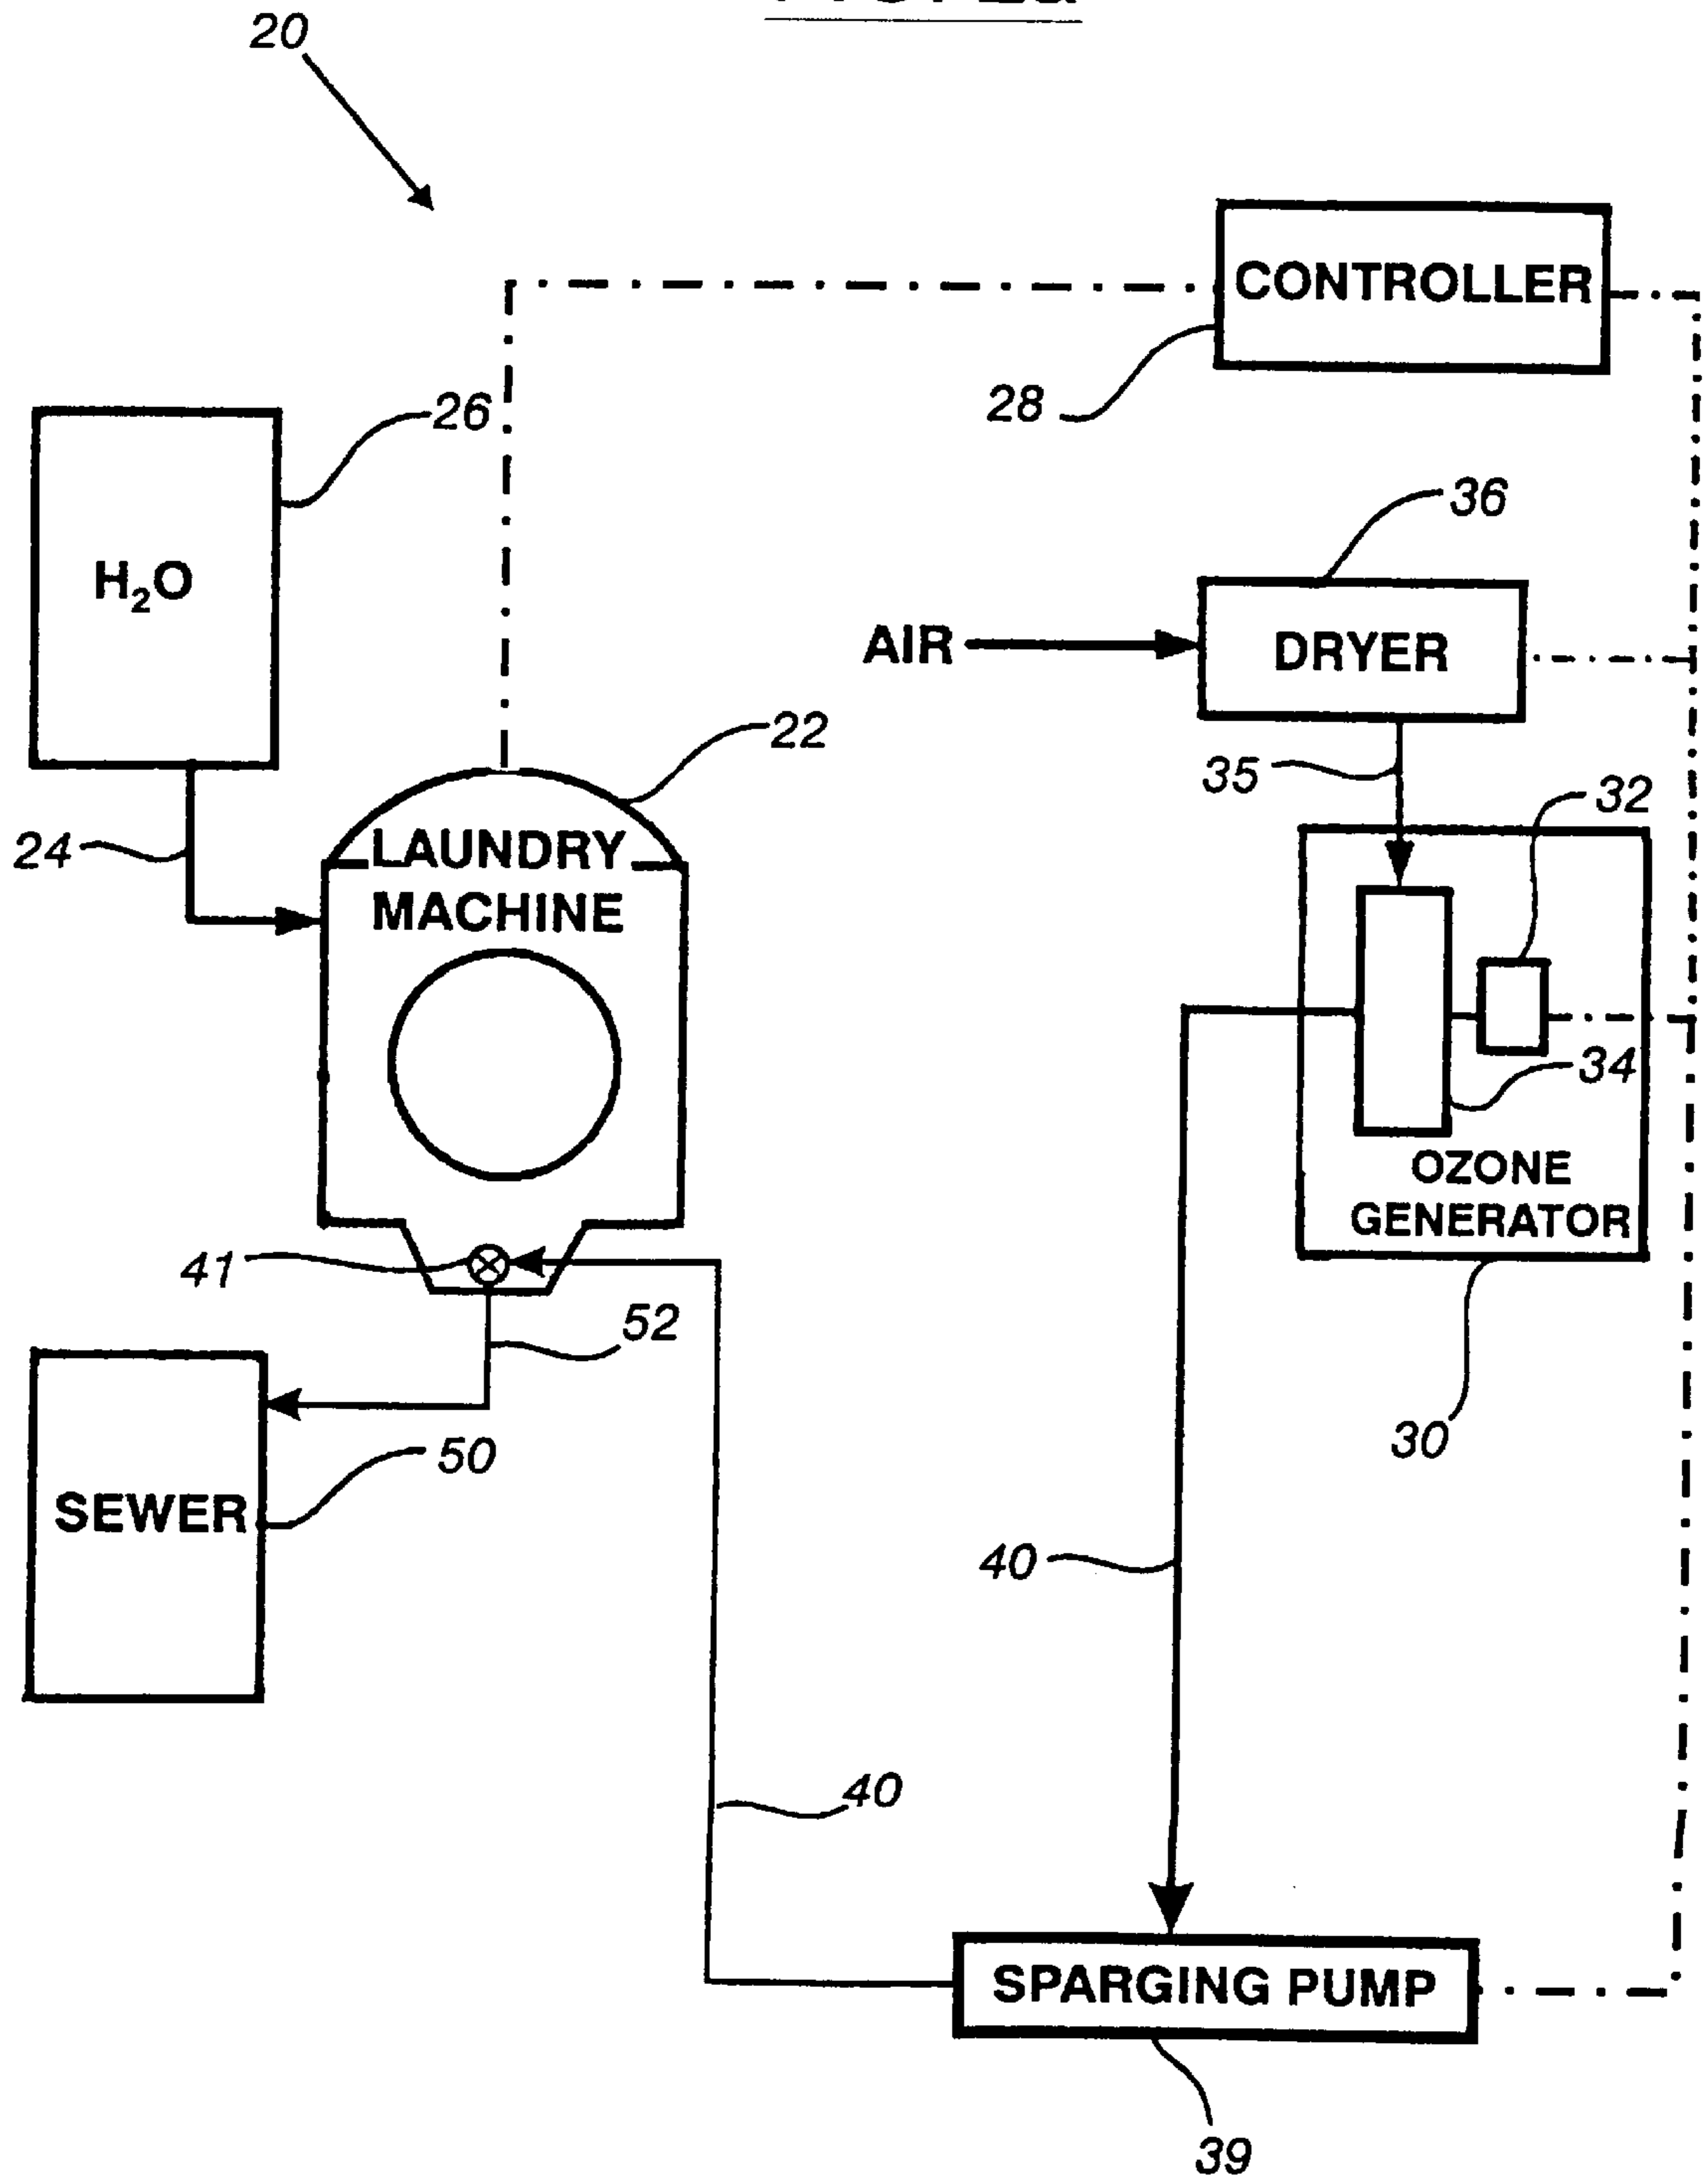 20
CONTROLLER
28
26
H₂O
36
AIR
DRYER
22
35
32
24
LAUNDRY
MACHINE
34
OZONE
GENERATOR
41
52
30
50
SEWER
40
40
SPARGING PUMP
39